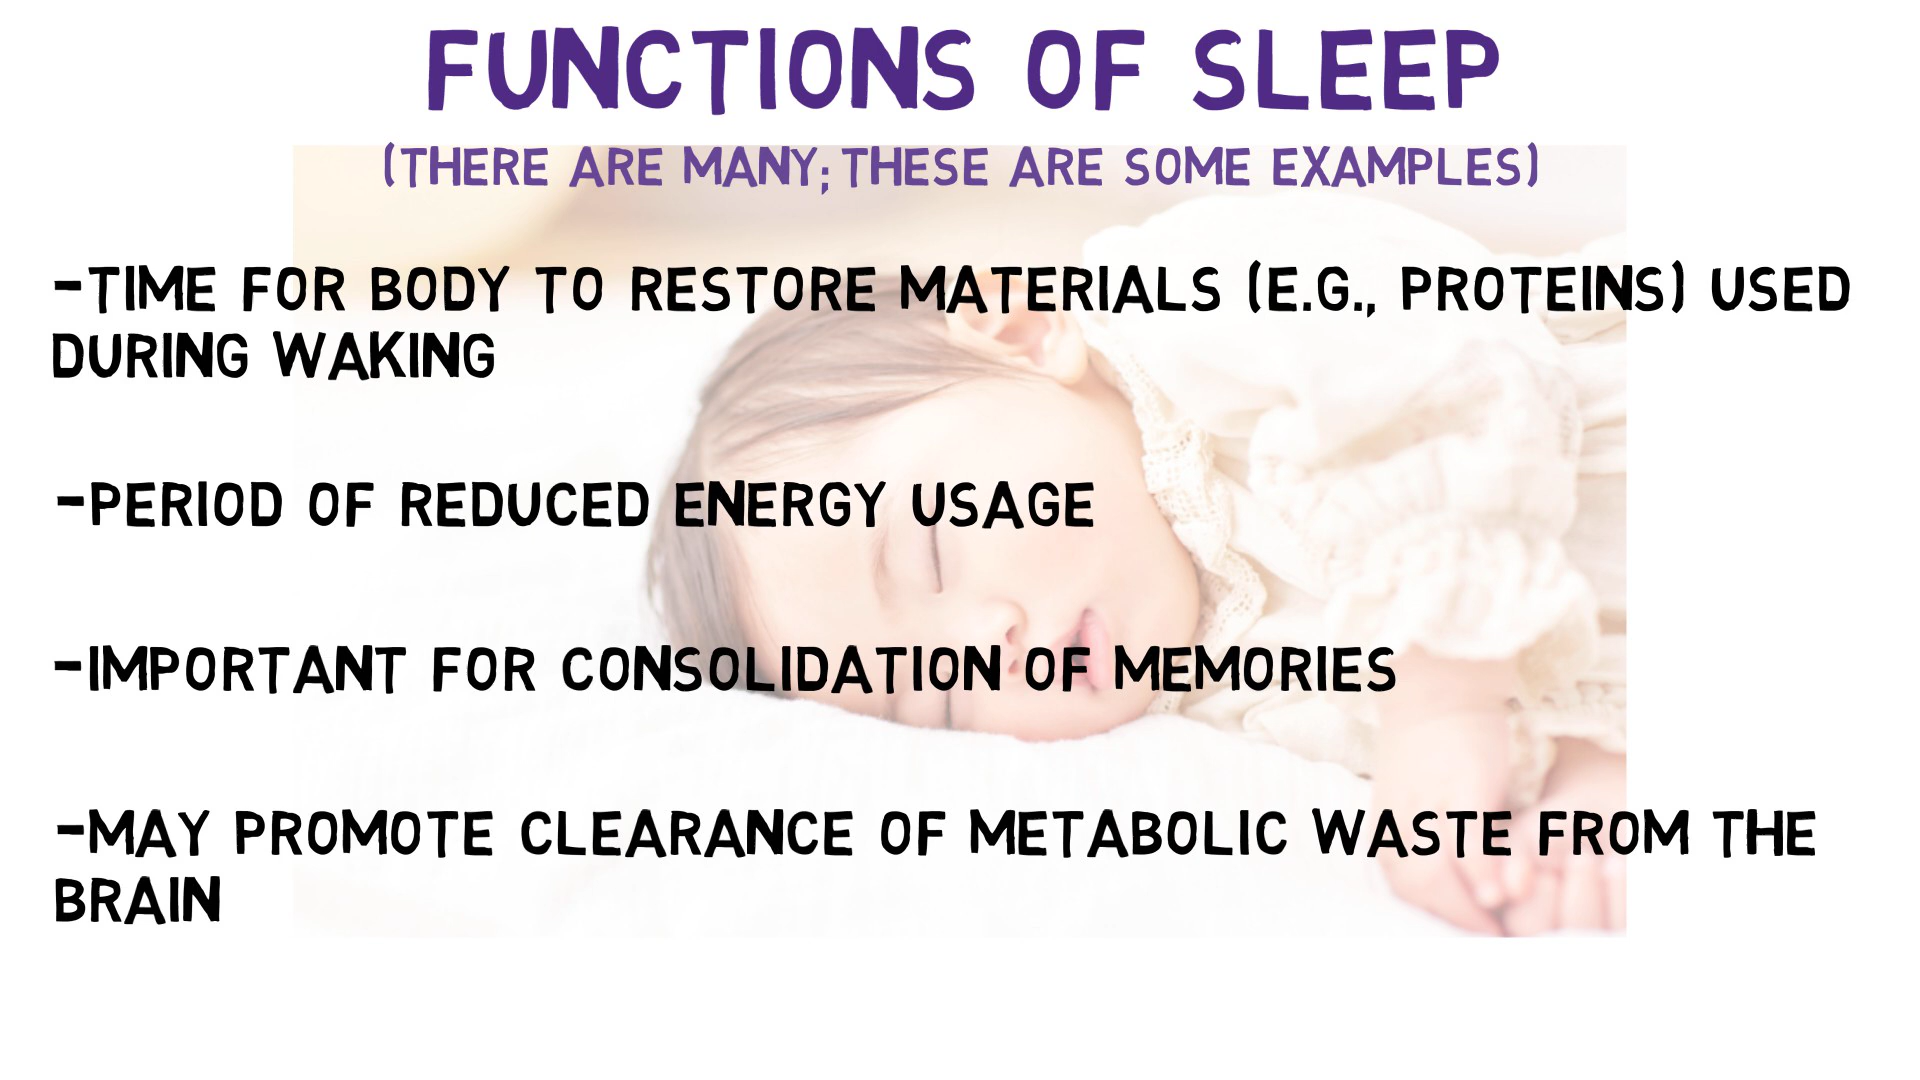 FUNCTIONS OF SLEEP
(THERE ARE MANY; THESE ARE SOME EXAMPLES)
-TIME FOR BODY TO RESTORE MATERIALS (E.G., PROTEINS) USED
DURING WAKING
-PERIOD OF REDUCED ENERGY USAGE
-IMPORTANT FOR CONSOLIDATION OF MEMORIES
-MAY PROMOTE CLEARANCE OF METABOLIC WASTE FROM THE
BRAIN